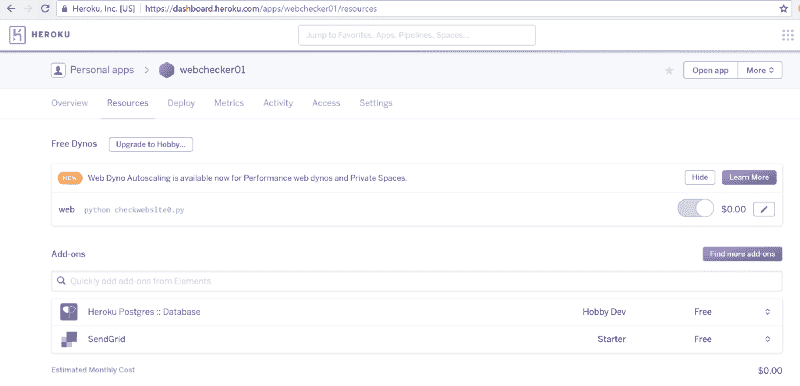 Heroku, Inc. [US] https://dashboard.heroku.com/apps/webchecker01/resources
HEROKU Jump to Favorites, Apps, Pipelines, Spaces...
Personal apps > webchecker01 Open app More
Overview Resources Deploy Metrics Activity Access Settings
Free Dynos Upgrade to Hobby...
NEW Web Dyno Autoscaling is available now for Performance web dynos and Private Spaces. Hide Learn More
web python checkwebsite0.py $0.00
Add-ons Find more add-ons
Quickly add add-ons from Elements
Heroku Postgres :: Database Hobby Dev Free
SendGrid Starter Free
Estimated Monthly Cost $0.00